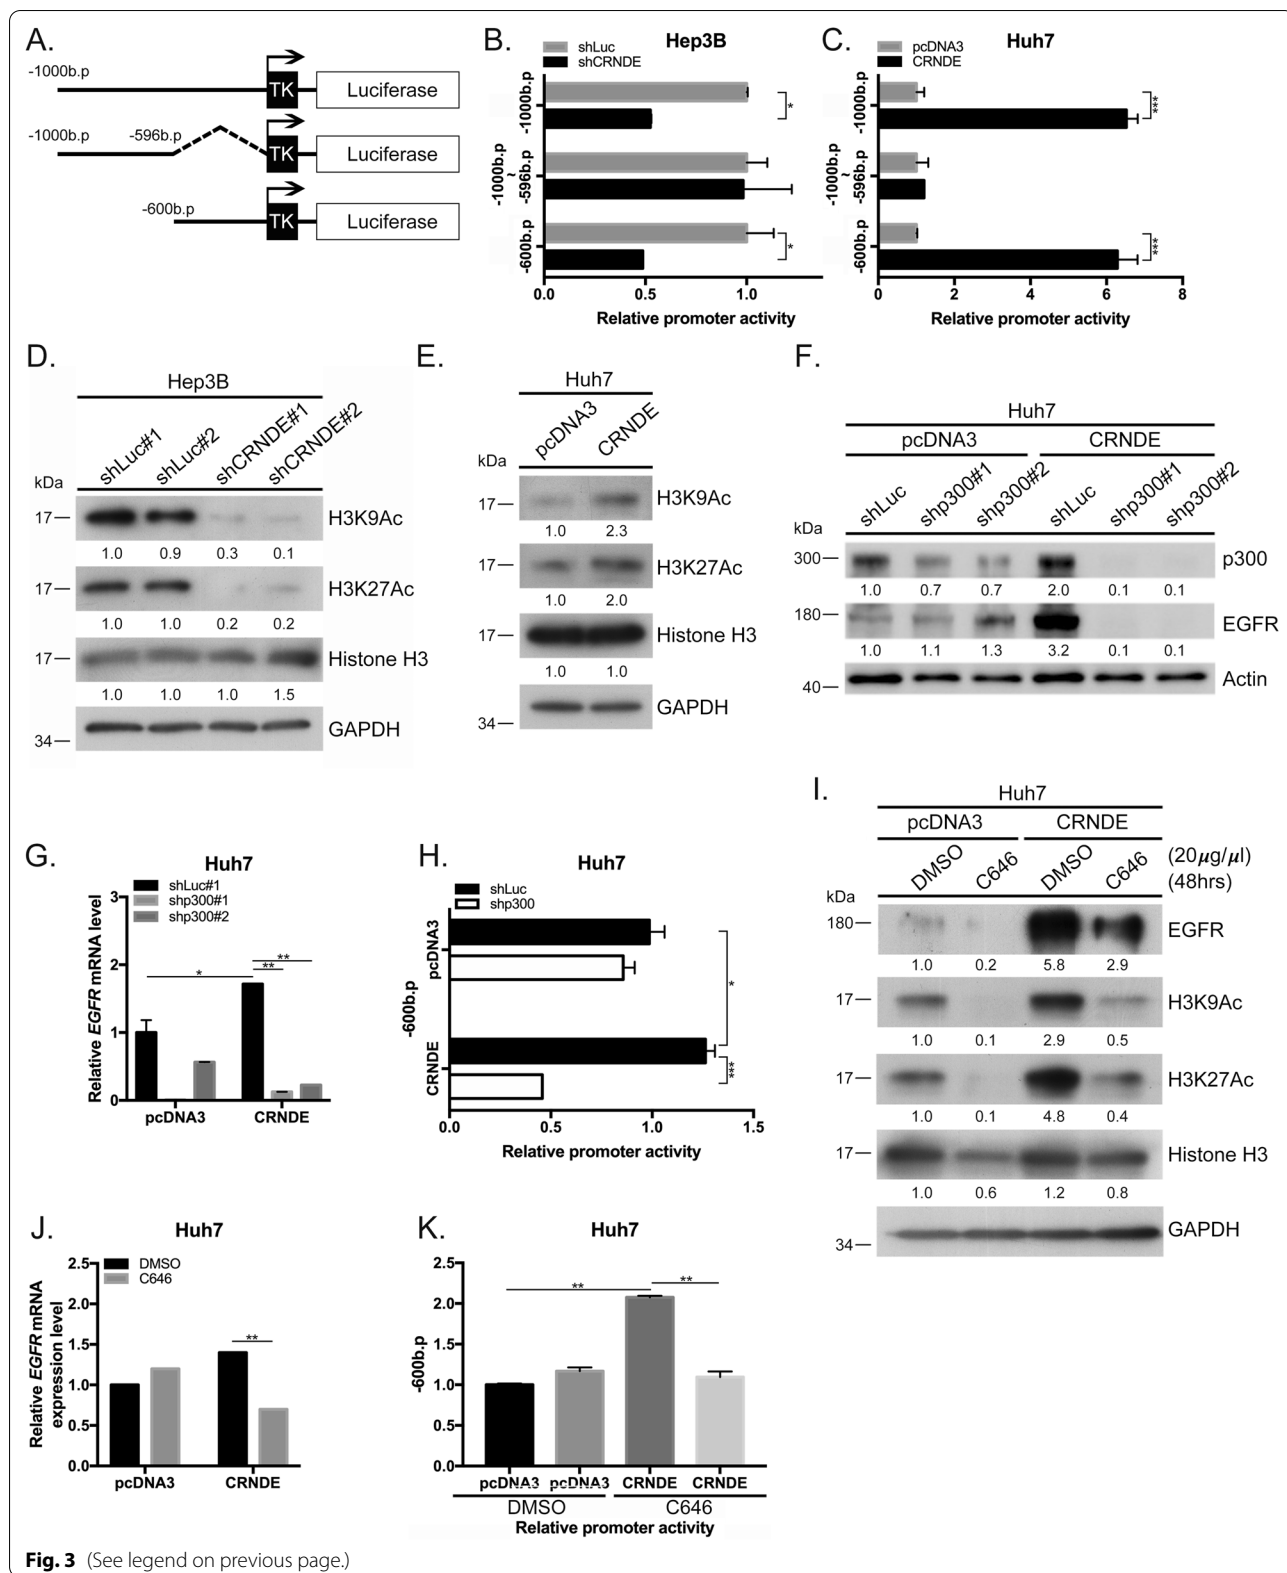 A.
-1000b.p
TK
Luciferase
-1000b.p
-596b.p
TK
Luciferase
-600b.p
TK
Luciferase
B.
Hep3B
shLuc
shCRNDE
-1000b.p
-1000b.p
~
-596b.p
-600b.p
*
*
0.0 0.5 1.0
Relative promoter activity
C.
Huh7
pcDNA3
CRNDE
-1000b.p
-1000b.p
~
-596b.p
-600b.p
***
***
0 2 4 6 8
Relative promoter activity
D.
Hep3B
shLuc#1 shLuc#2 shCRNDE#1 shCRNDE#2
kDa
17 H3K9Ac
1.0 0.9 0.3 0.1
17 H3K27Ac
1.0 1.0 0.2 0.2
17 Histone H3
1.0 1.0 1.0 1.5
34 GAPDH
E.
Huh7
pcDNA3 CRNDE
kDa
17 H3K9Ac
1.0 2.3
17 H3K27Ac
1.0 2.0
17 Histone H3
1.0 1.0
34 GAPDH
F.
Huh7
pcDNA3 CRNDE
shLuc shp300#1 shp300#2 shLuc shp300#1 shp300#2
kDa
300 p300
1.0 0.7 0.7 2.0 0.1 0.1
180 EGFR
1.0 1.1 1.3 3.2 0.1 0.1
40 Actin
G.
Huh7
shLuc#1
shp300#1
shp300#2
Relative EGFR mRNA level
3
2
1
0
* ** **
pcDNA3 CRNDE
H.
Huh7
shLuc
shp300
-600b.p
pcDNA3
CRNDE
*
***
0.0 0.5 1.0 1.5
Relative promoter activity
I.
Huh7
pcDNA3 CRNDE
DMSO C646 DMSO C646 (20µg/µl)
(48hrs)
kDa
180 EGFR
1.0 0.2 5.8 2.9
17 H3K9Ac
1.0 0.1 2.9 0.5
17 H3K27Ac
1.0 0.1 4.8 0.4
17 Histone H3
1.0 0.6 1.2 0.8
34 GAPDH
J.
Huh7
DMSO
C646
Relative EGFR mRNA
expression level
2.5
2.0
1.5
1.0
0.5
0.0
**
pcDNA3 CRNDE
K.
Huh7
-600b.p
2.5
2.0
1.5
1.0
0.5
0.0
** **
pcDNA3 pcDNA3 CRNDE CRNDE
DMSO C646
Relative promoter activity
Fig. 3 (See legend on previous page.)